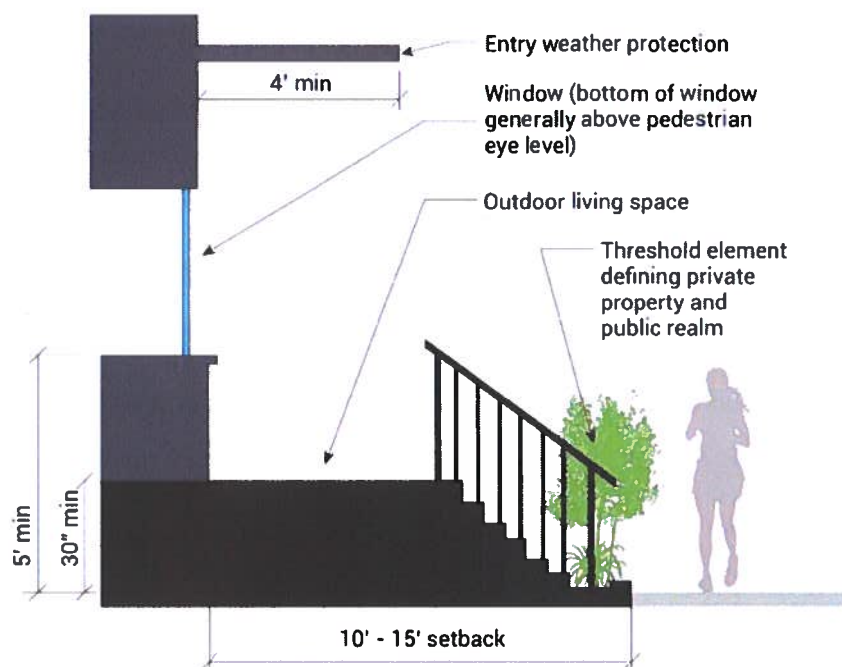 Entry weather protection
4' min
Window (bottom of window
generally above pedestrian
eye level)
Outdoor living space
Threshold element
defining private
property and
public realm
5' min
30" min
10' - 15' setback